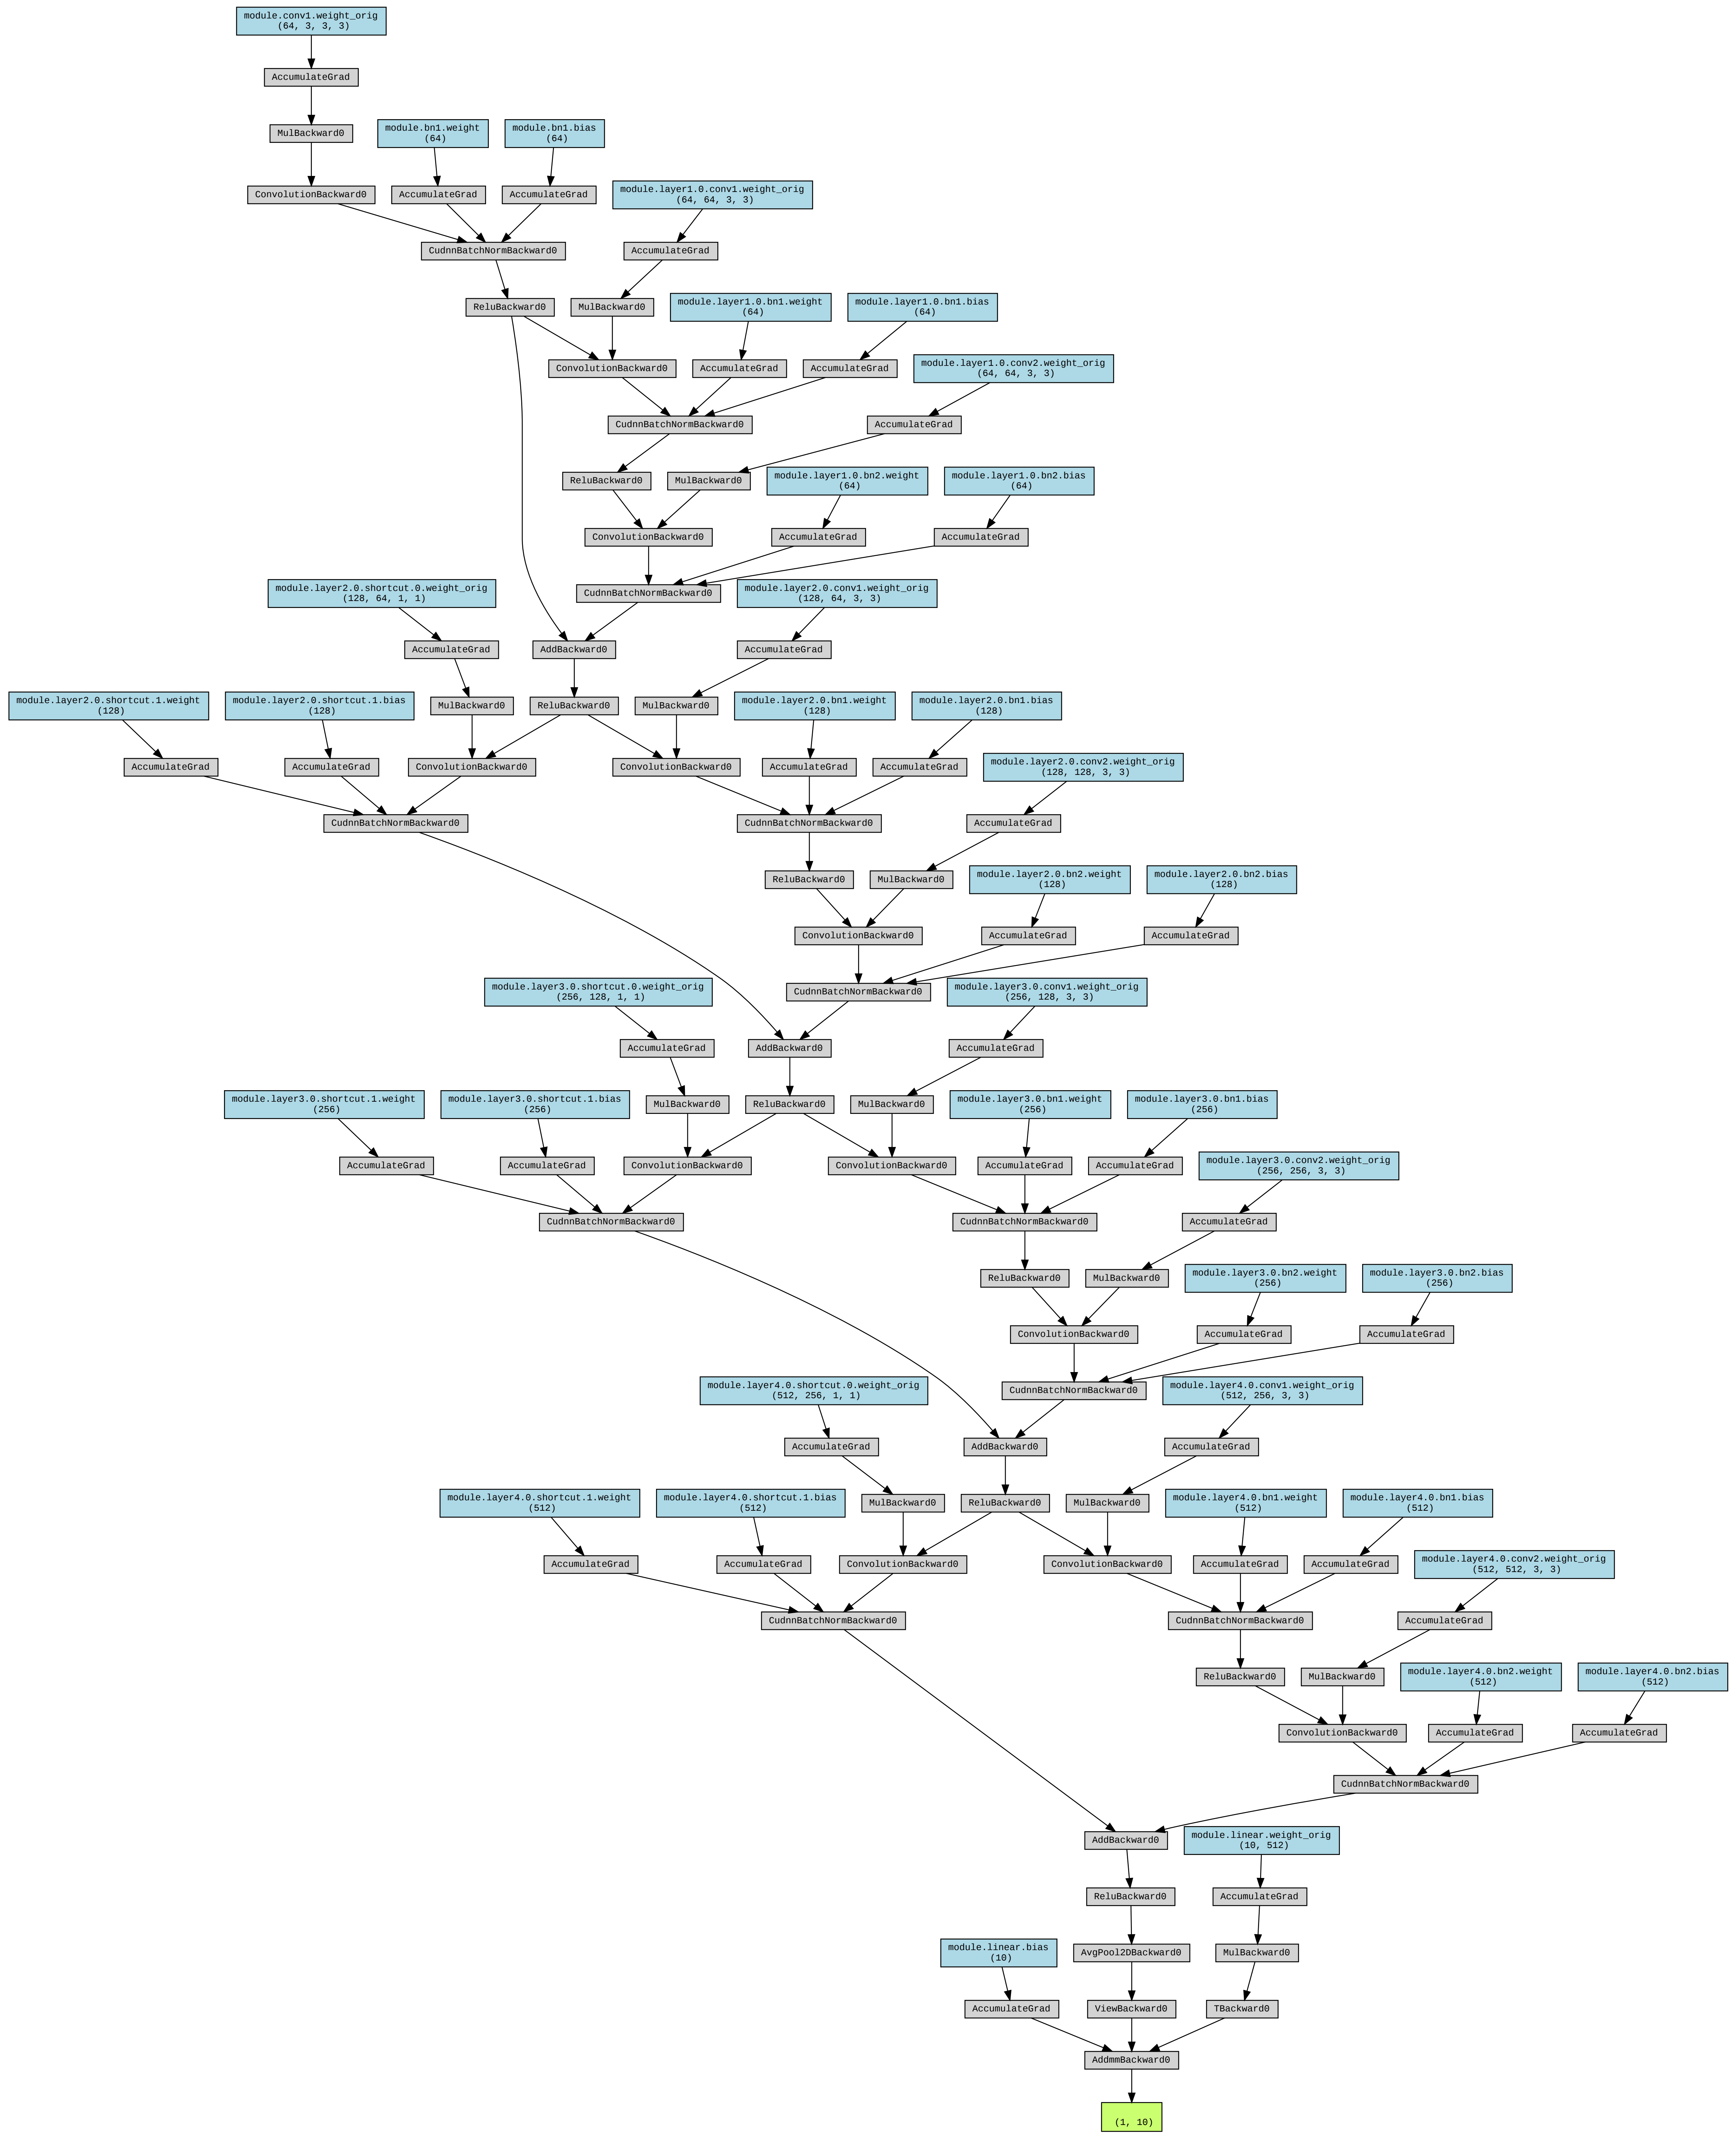 module.conv1.weight_orig
(64, 3, 3, 3)
AccumulateGrad
MulBackward0
module.bn1.weight
(64)
module.bn1.bias
(64)
ConvolutionBackward0
AccumulateGrad
AccumulateGrad
module.layer1.0.conv1.weight_orig
(64, 64, 3, 3)
CudnnBatchNormBackward0
AccumulateGrad
ReluBackward0
MulBackward0
module.layer1.0.bn1.weight
(64)
module.layer1.0.bn1.bias
(64)
ConvolutionBackward0
AccumulateGrad
AccumulateGrad
module.layer1.0.conv2.weight_orig
(64, 64, 3, 3)
CudnnBatchNormBackward0
AccumulateGrad
ReluBackward0
MulBackward0
module.layer1.0.bn2.weight
(64)
module.layer1.0.bn2.bias
(64)
ConvolutionBackward0
AccumulateGrad
AccumulateGrad
module.layer2.0.shortcut.0.weight_orig
(128, 64, 1, 1)
CudnnBatchNormBackward0
module.layer2.0.conv1.weight_orig
(128, 64, 3, 3)
AccumulateGrad
AddBackward0
AccumulateGrad
module.layer2.0.shortcut.1.weight
(128)
module.layer2.0.shortcut.1.bias
(128)
MulBackward0
ReluBackward0
MulBackward0
module.layer2.0.bn1.weight
(128)
module.layer2.0.bn1.bias
(128)
AccumulateGrad
AccumulateGrad
ConvolutionBackward0
ConvolutionBackward0
AccumulateGrad
AccumulateGrad
module.layer2.0.conv2.weight_orig
(128, 128, 3, 3)
CudnnBatchNormBackward0
CudnnBatchNormBackward0
AccumulateGrad
ReluBackward0
MulBackward0
module.layer2.0.bn2.weight
(128)
module.layer2.0.bn2.bias
(128)
ConvolutionBackward0
AccumulateGrad
AccumulateGrad
module.layer3.0.shortcut.0.weight_orig
(256, 128, 1, 1)
CudnnBatchNormBackward0
module.layer3.0.conv1.weight_orig
(256, 128, 3, 3)
AccumulateGrad
AddBackward0
AccumulateGrad
module.layer3.0.shortcut.1.weight
(256)
module.layer3.0.shortcut.1.bias
(256)
MulBackward0
ReluBackward0
MulBackward0
module.layer3.0.bn1.weight
(256)
module.layer3.0.bn1.bias
(256)
AccumulateGrad
AccumulateGrad
ConvolutionBackward0
ConvolutionBackward0
AccumulateGrad
AccumulateGrad
module.layer3.0.conv2.weight_orig
(256, 256, 3, 3)
CudnnBatchNormBackward0
CudnnBatchNormBackward0
AccumulateGrad
ReluBackward0
MulBackward0
module.layer3.0.bn2.weight
(256)
module.layer3.0.bn2.bias
(256)
ConvolutionBackward0
AccumulateGrad
AccumulateGrad
module.layer4.0.shortcut.0.weight_orig
(512, 256, 1, 1)
CudnnBatchNormBackward0
module.layer4.0.conv1.weight_orig
(512, 256, 3, 3)
AccumulateGrad
AddBackward0
AccumulateGrad
module.layer4.0.shortcut.1.weight
(512)
module.layer4.0.shortcut.1.bias
(512)
MulBackward0
ReluBackward0
MulBackward0
module.layer4.0.bn1.weight
(512)
module.layer4.0.bn1.bias
(512)
AccumulateGrad
AccumulateGrad
ConvolutionBackward0
ConvolutionBackward0
AccumulateGrad
AccumulateGrad
module.layer4.0.conv2.weight_orig
(512, 512, 3, 3)
CudnnBatchNormBackward0
CudnnBatchNormBackward0
AccumulateGrad
ReluBackward0
MulBackward0
module.layer4.0.bn2.weight
(512)
module.layer4.0.bn2.bias
(512)
ConvolutionBackward0
AccumulateGrad
AccumulateGrad
CudnnBatchNormBackward0
AddBackward0
module.linear.weight_orig
(10, 512)
ReluBackward0
AccumulateGrad
module.linear.bias
(10)
AvgPool2DBackward0
MulBackward0
AccumulateGrad
ViewBackward0
TBackward0
AddmmBackward0
(1, 10)